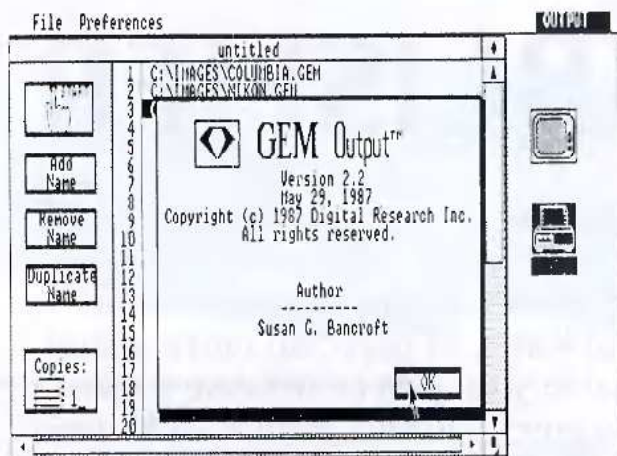 File Preferences OUTPUT
untitled
1 C:\IMAGES\COLUMBIA.GEM
2 C:\IMAGES\NIKON.GEM
3
4
5
6
7
8
9
10
11
12
13
14
15
16
17
18
19
20
Add
Name
Remove
Name
Duplicate
Name
Copies:
1
GEM Output™
Version 2.2
May 29, 1987
Copyright (c) 1987 Digital Research Inc.
All rights reserved.
Author
------------
Susan G. Bancroft
OK